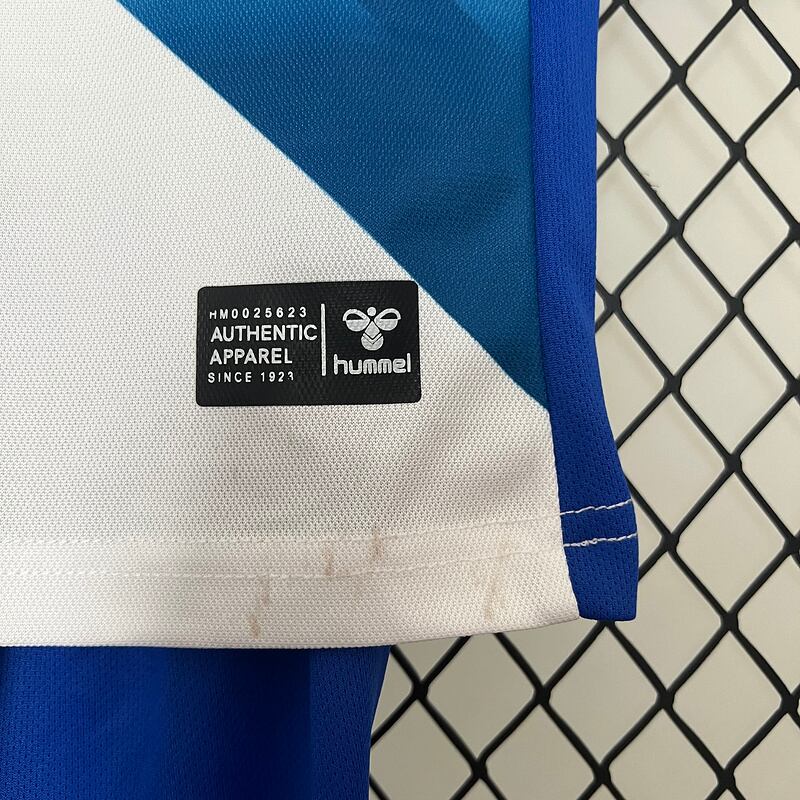 HM0025623
AUTHENTIC
APPAREL
SINCE 1923
hummel